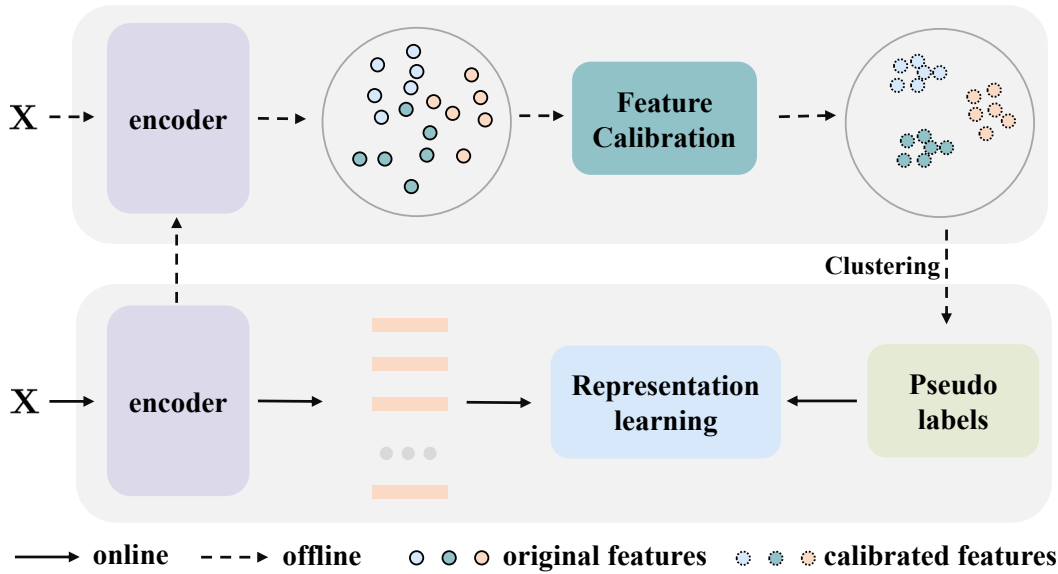 X
encoder
Feature
Calibration
Clustering
X
encoder
Representation
learning
Pseudo
labels
online
offline
original features
calibrated features